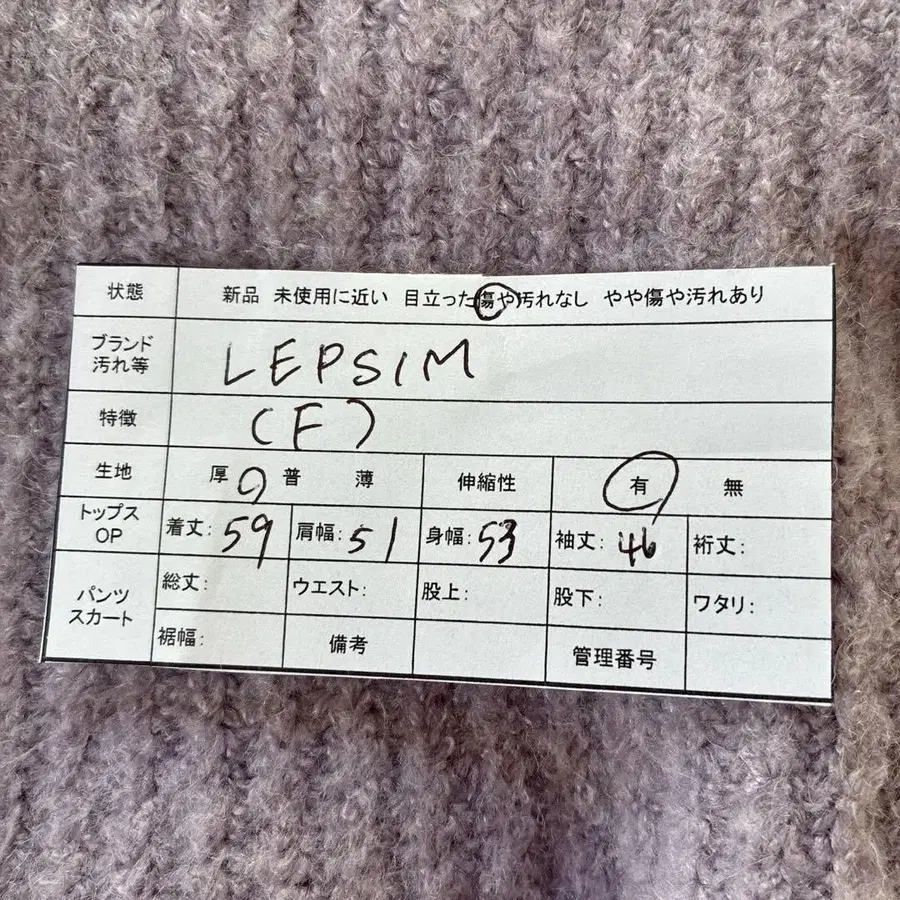 状態 新品 未使用に近い 目立った傷や汚れなし やや傷や汚れあり
ブランド
汚れ等 LEPSIM
特徴 (F)
生地 厚 普 薄 伸縮性 有 無
トップス
OP 着丈: 59 肩幅: 51 身幅: 53 袖丈: 46 裄丈:
パンツ
スカート 総丈: ウエスト: 股上: 股下: ワタリ:
裾幅: 備考 管理番号